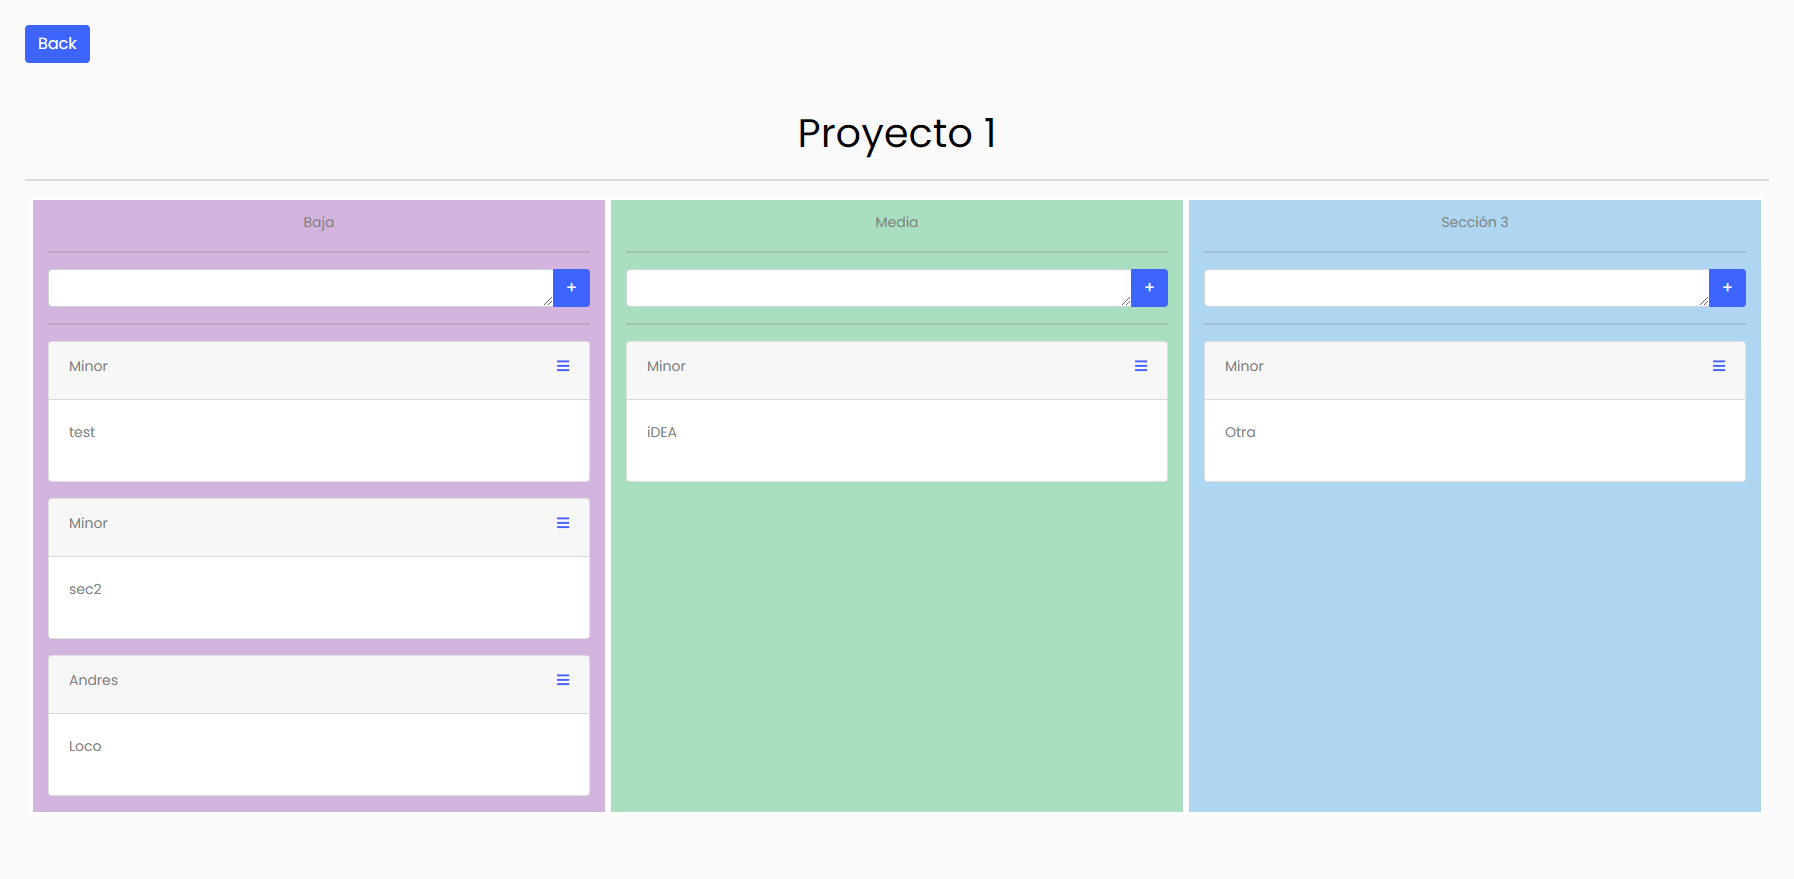 Back
Proyecto 1
Baja
+
Minor
test
Minor
sec2
Andres
Loco
Media
+
Minor
iDEA
Sección 3
+
Minor
Otra